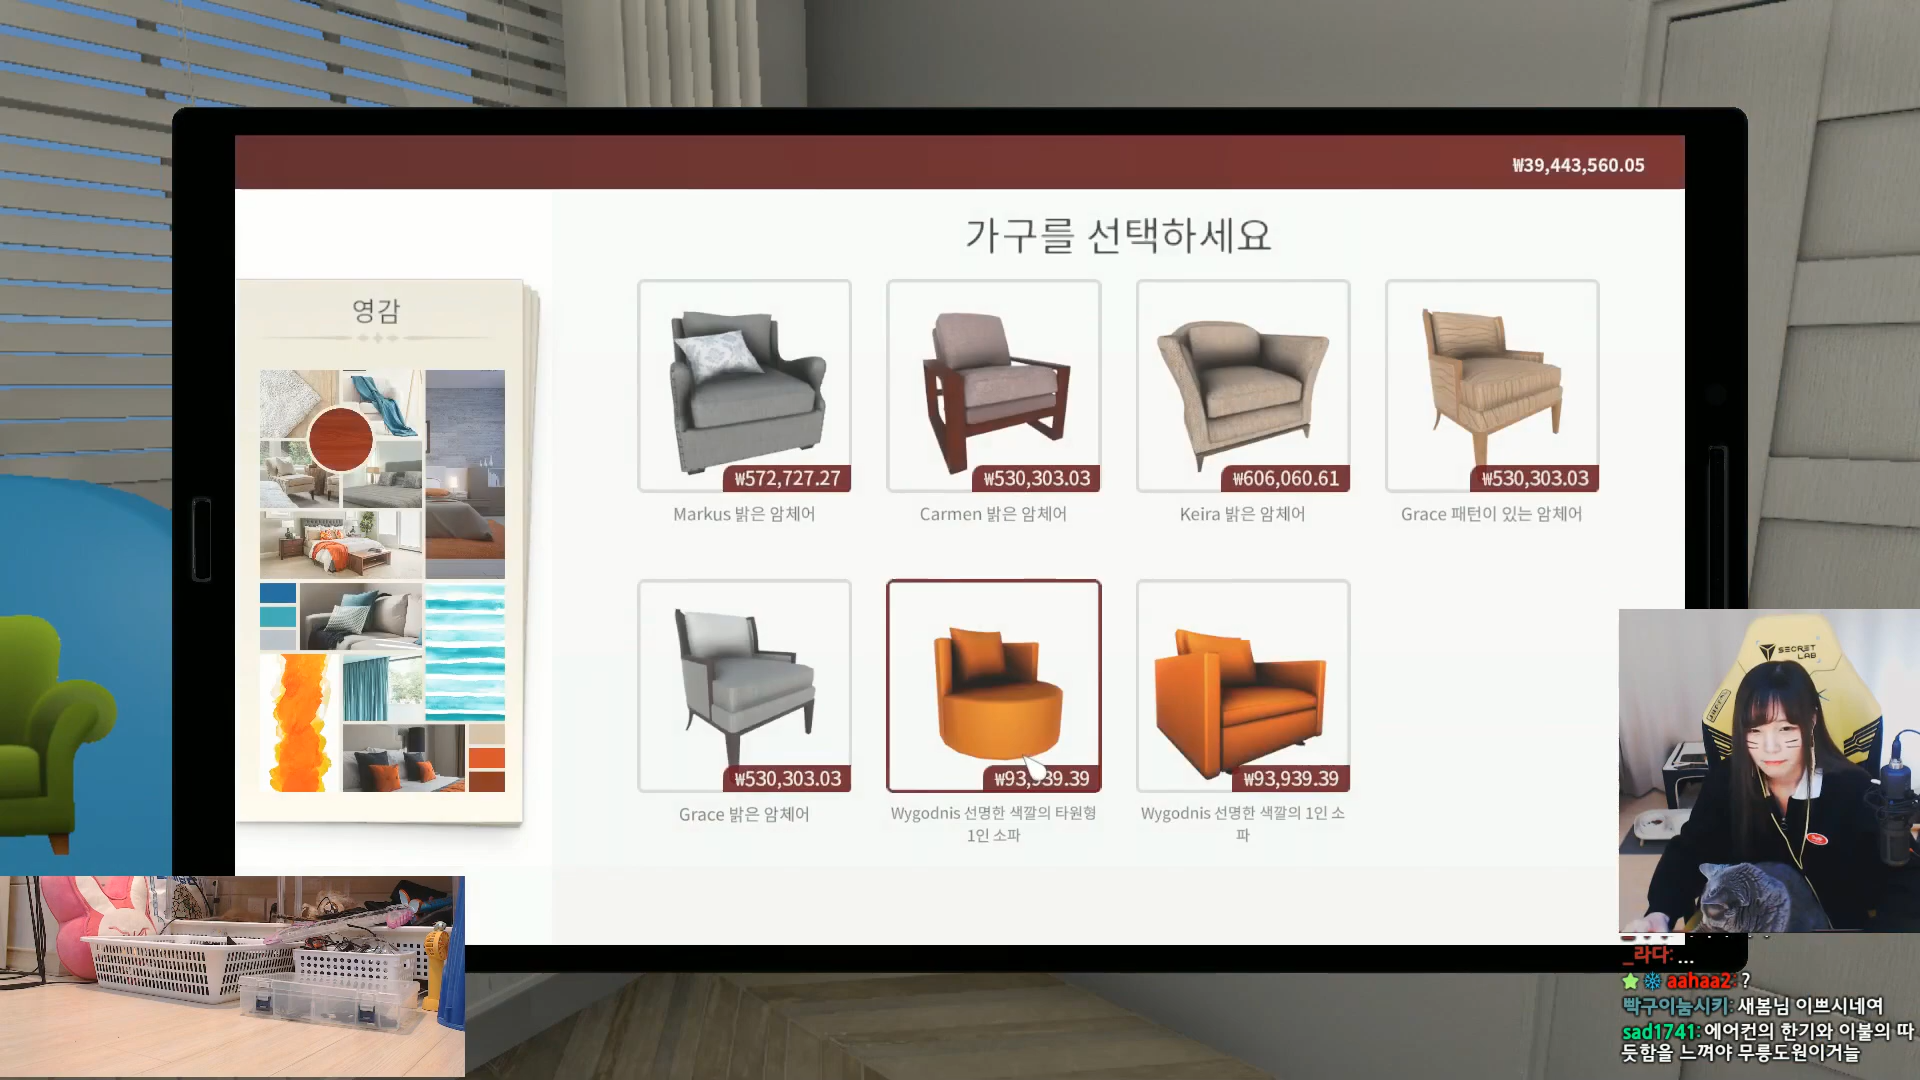 ₩39,443,560.05
가구를 선택하세요
영감
₩572,727.27
₩530,303.03
₩606,060.61
₩530,303.03
Markus 밝은 암체어
Carmen 밝은 암체어
Keira 밝은 암체어
Grace 패턴이 있는 암체어
₩530,303.03
₩93,939.39
₩93,939.39
Grace 밝은 암체어
Wygodnis 선명한 색깔의 타원형
1인 소파
Wygodnis 선명한 색깔의 1인 소
파
SECRET
LAB
_라다: ...
aahaa2: ?
빡구이눔시키: 새봄님 이쁘시네여
sad1741: 에어컨의 한기와 이불의 따
듯함을 느껴야 무릉도원이거늘